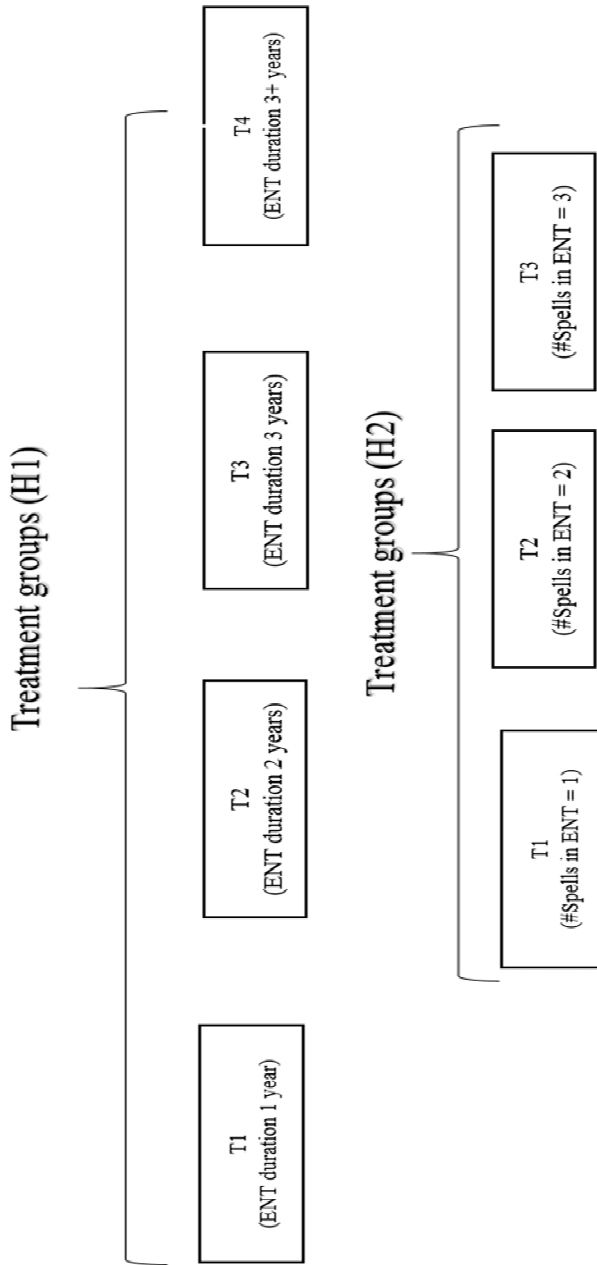 Treatment groups (H1)
T1
(ENT duration 1 year)
T2
(ENT duration 2 years)
T3
(ENT duration 3 years)
T4
(ENT duration 3+ years)
Treatment groups (H2)
T1
(#Spells in ENT = 1)
T2
(#Spells in ENT = 2)
T3
(#Spells in ENT = 3)